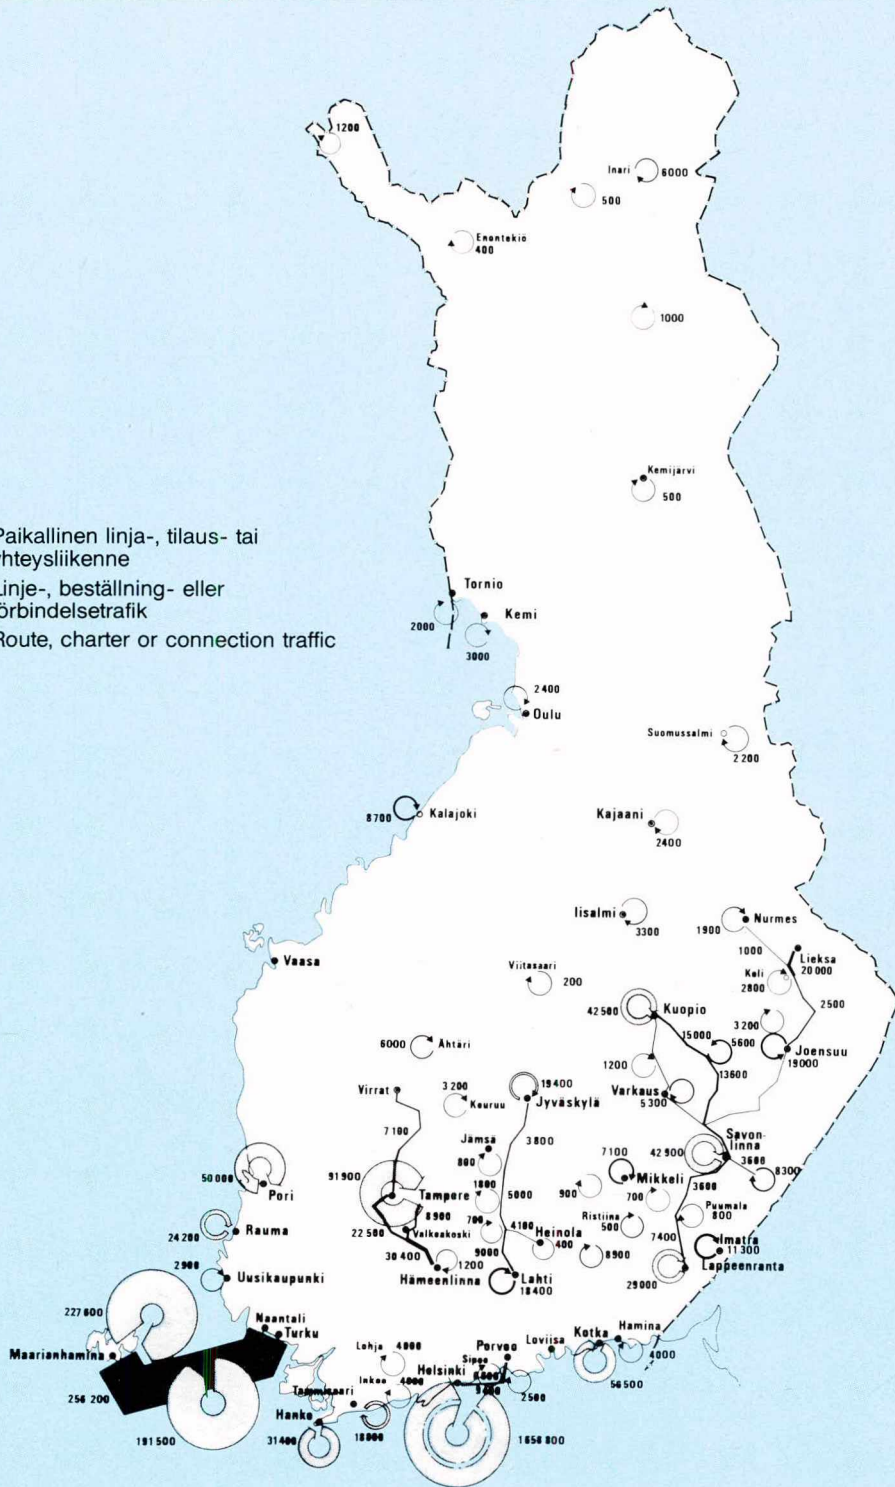 1200
Inari
6000
500
Enontekiö
400
1000
Kemijärvi
500
Paikallinen linja-, tilaus- tai
yhteysliikenne
Linje-, beställning- eller
förbindelsetrafik
Route, charter or connection traffic
Tornio
2000
Kemi
3000
2400
Oulu
Suomussalmi
2200
8700
Kalajoki
Kajaani
2400
Iisalmi
3300
1900
Nurmes
1000
Lieksa
20000
Vaasa
Viitasaari
200
Koli
2800
2500
42500
Kuopio
3200
15000
5600
Joensuu
19000
6000
Ähtäri
1200
13600
Virrat
3200
Keuruu
19400
Jyväskylä
Varkaus
5300
7100
3800
Jämsä
800
Savon-
linna
42900
3600
8300
50000
Pori
91900
Tampere
1800
5000
7100
Mikkeli
900
700
3600
Puumala
800
24200
Rauma
8900
22500
Valkeakoski
700
4100
Heinola
400
Ristiina
500
7400
Imatra
11300
30400
9000
8900
2900
Uusikaupunki
1200
Hämeenlinna
Lahti
18400
29000
Lappeenranta
227600
Naantali
Turku
Maarianhamina
256200
191500
Lohja
4000
Inkoo
4000
Tammisaari
Hanko
31400
18000
Helsinki
Sipoo
Porvoo
2500
1656800
Loviisa
Kotka
56500
Hamina
4000